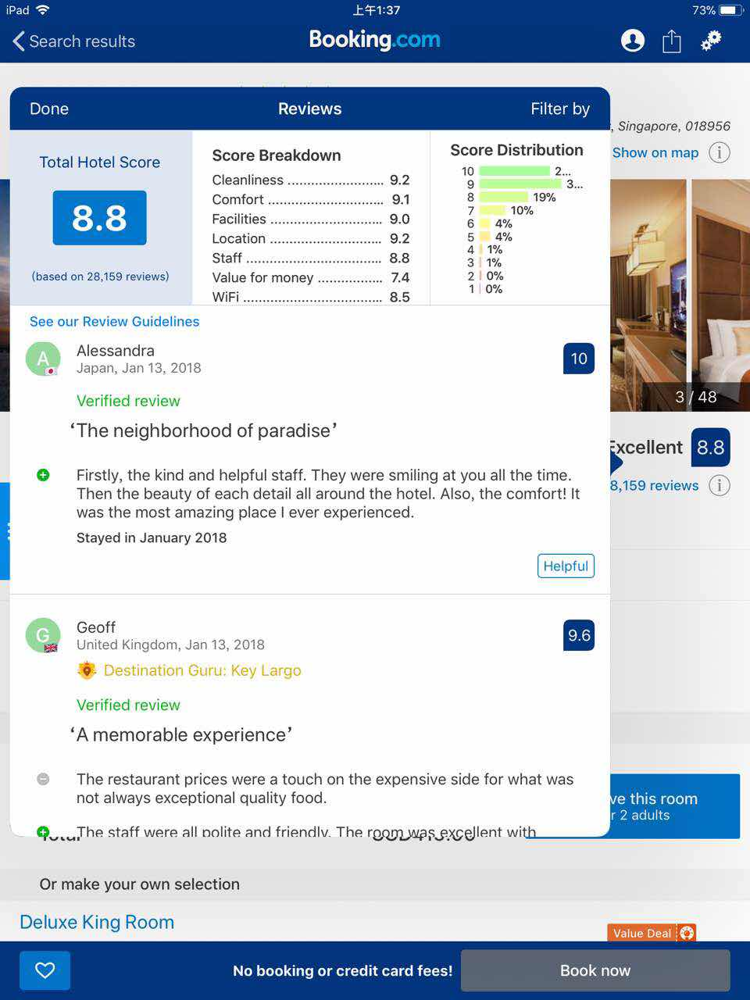 iPad 上午1:37 73%
Search results Booking.com
Done Reviews Filter by
, Singapore, 018956
Show on map i
Total Hotel Score
8.8
(based on 28,159 reviews)
Score Breakdown
Cleanliness ........................ 9.2
Comfort ............................. 9.1
Facilities ............................ 9.0
Location ............................ 9.2
Staff .................................. 8.8
Value for money ................ 7.4
WiFi ................................... 8.5
Score Distribution
10 2...
9 3...
8 19%
7 10%
6 4%
5 4%
4 1%
3 1%
2 0%
1 0%
See our Review Guidelines
A Alessandra 10
Japan, Jan 13, 2018
Verified review
3 / 48
‘The neighborhood of paradise’
Excellent 8.8
8,159 reviews i
Firstly, the kind and helpful staff. They were smiling at you all the time.
Then the beauty of each detail all around the hotel. Also, the comfort! It
was the most amazing place I ever experienced.
Stayed in January 2018
Helpful
G Geoff 9.6
United Kingdom, Jan 13, 2018
Destination Guru: Key Largo
Verified review
‘A memorable experience’
The restaurant prices were a touch on the expensive side for what was
not always exceptional quality food.
ve this room
r 2 adults
The staff were all polite and friendly. The room was excellent with
Total
Or make your own selection
Deluxe King Room
Value Deal
No booking or credit card fees! Book now